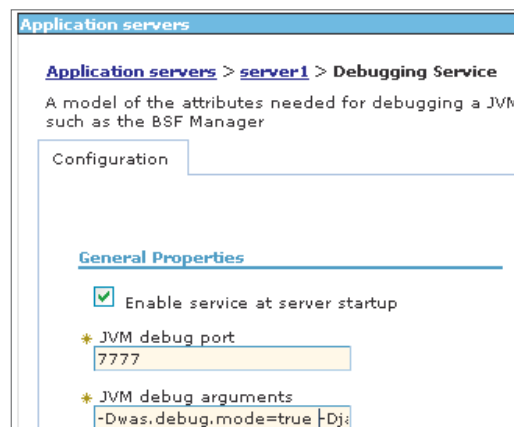 Application servers
Application servers > server1 > Debugging Service
A model of the attributes needed for debugging a JVM
such as the BSF Manager
Configuration
General Properties
Enable service at server startup
JVM debug port
7777
JVM debug arguments
-Dwas.debug.mode=true -Dja